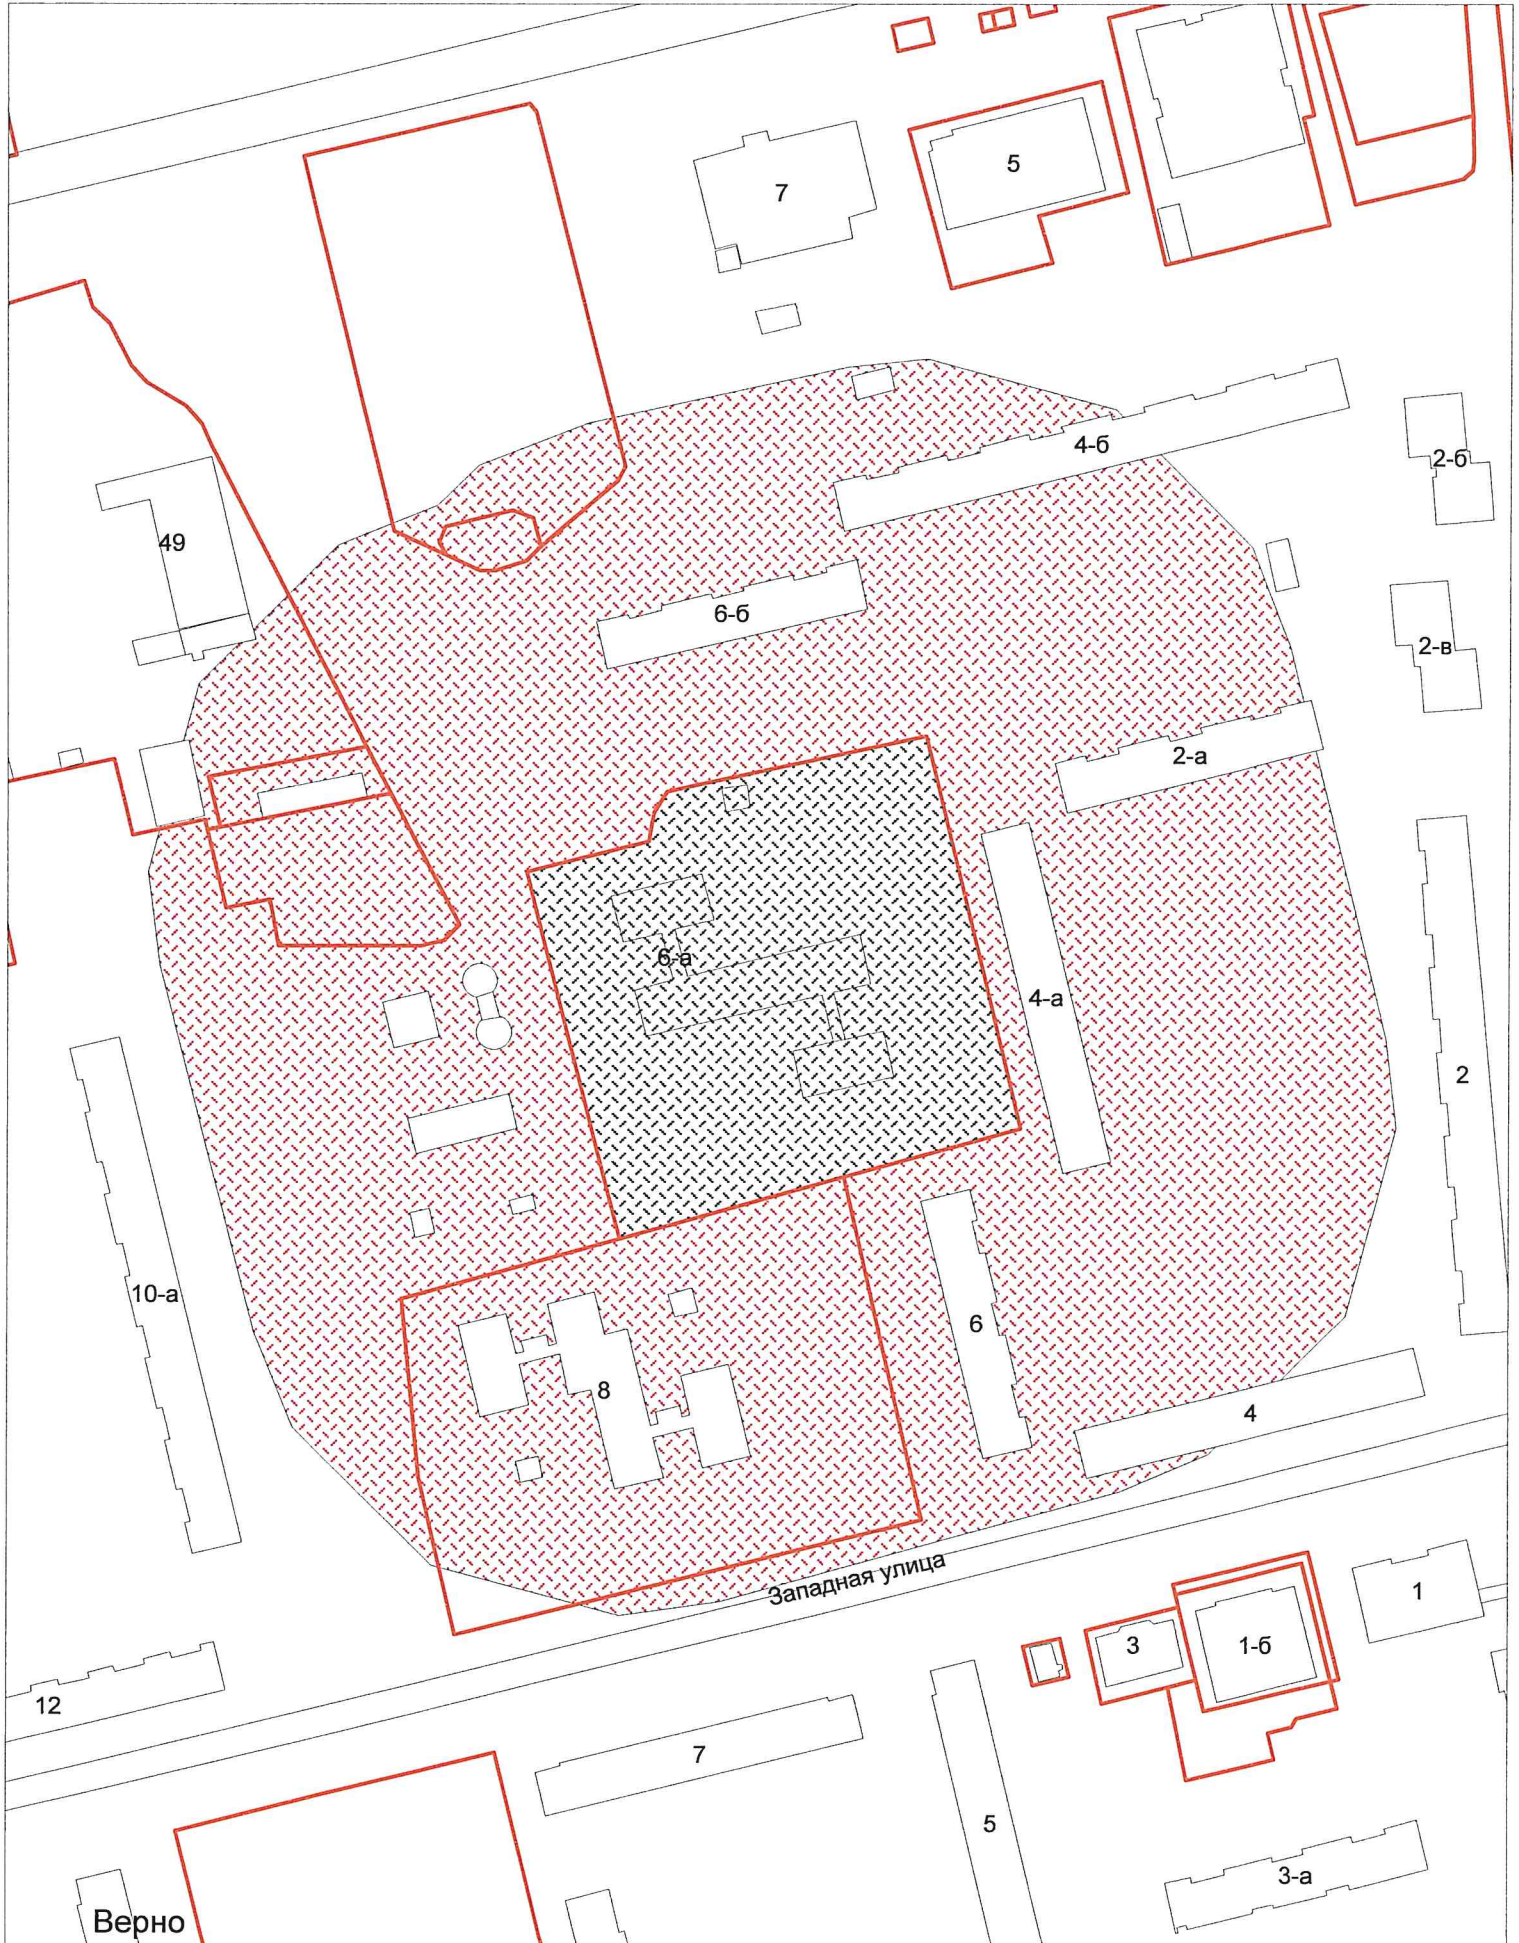 5
7
4-б
2-б
49
6-б
2-в
2-а
6-а
4-а
2
10-а
6
8
4
Западная улица
1
3
1-б
12
7
5
3-а
Верно